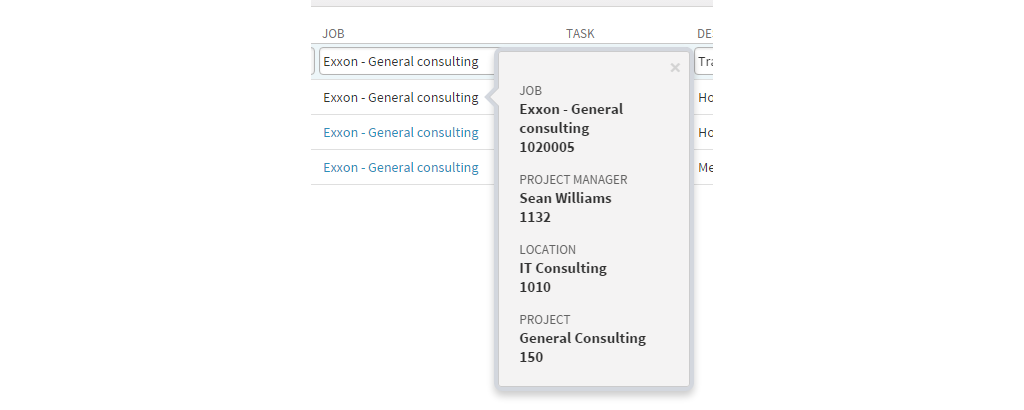 JOB TASK DE
Exxon - General consulting Tra
Exxon - General consulting Ho
Exxon - General consulting Ho
Exxon - General consulting Me
×
JOB
Exxon - General
consulting
1020005
PROJECT MANAGER
Sean Williams
1132
LOCATION
IT Consulting
1010
PROJECT
General Consulting
150